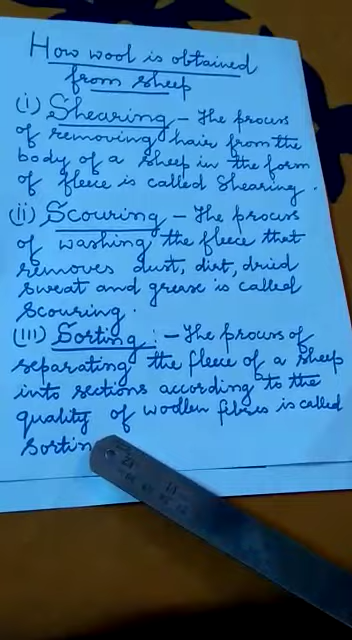 How wool is obtained
from sheep
(i) Shearing - The process
of removing hair from the
body of a sheep in the form
of fleece is called Shearing.
(ii) Scouring - The process
of washing the fleece that
removes dust, dirt, dried
sweat and grease is called
scouring.
(III) Sorting :- The process of
separating the fleece of a sheep
into sections according to the
quality of woollen fibres is called
sortin